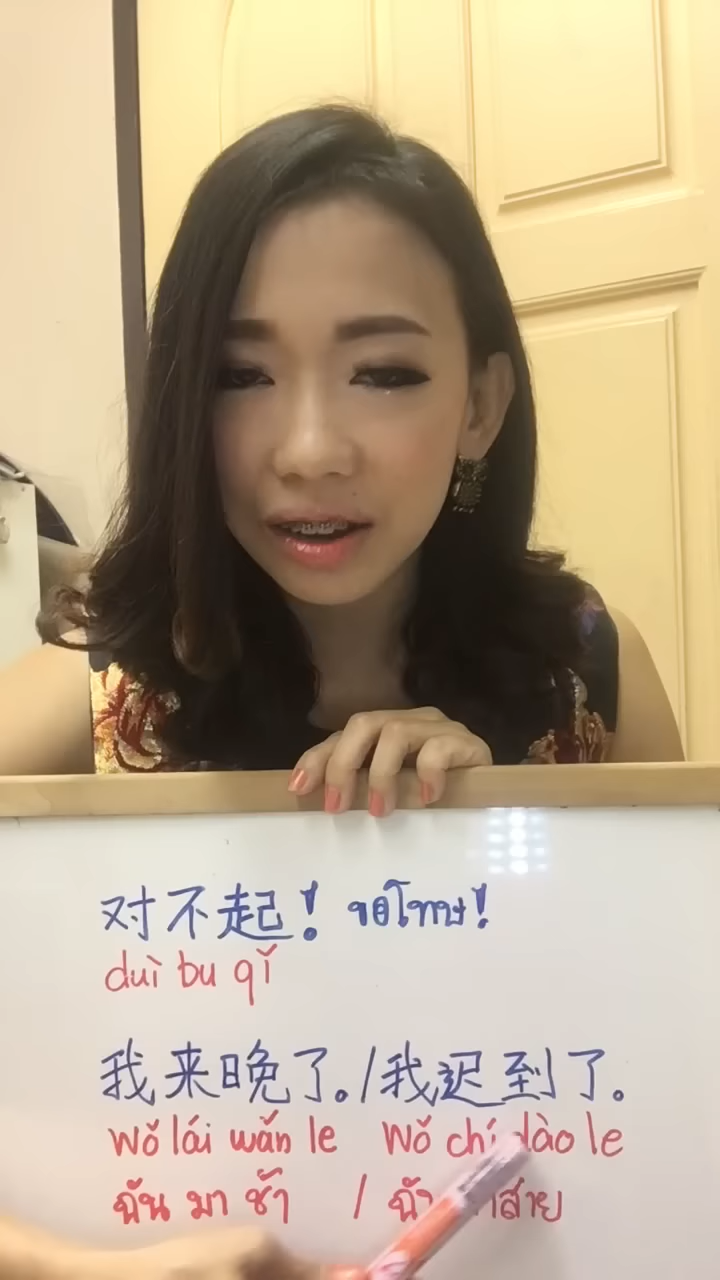 对不起! ขอโทษ!
duì bu qǐ
我来晚了。/我迟到了。
wǒ lái wǎn le wǒ chí dào le
ฉันมาช้า / สาย